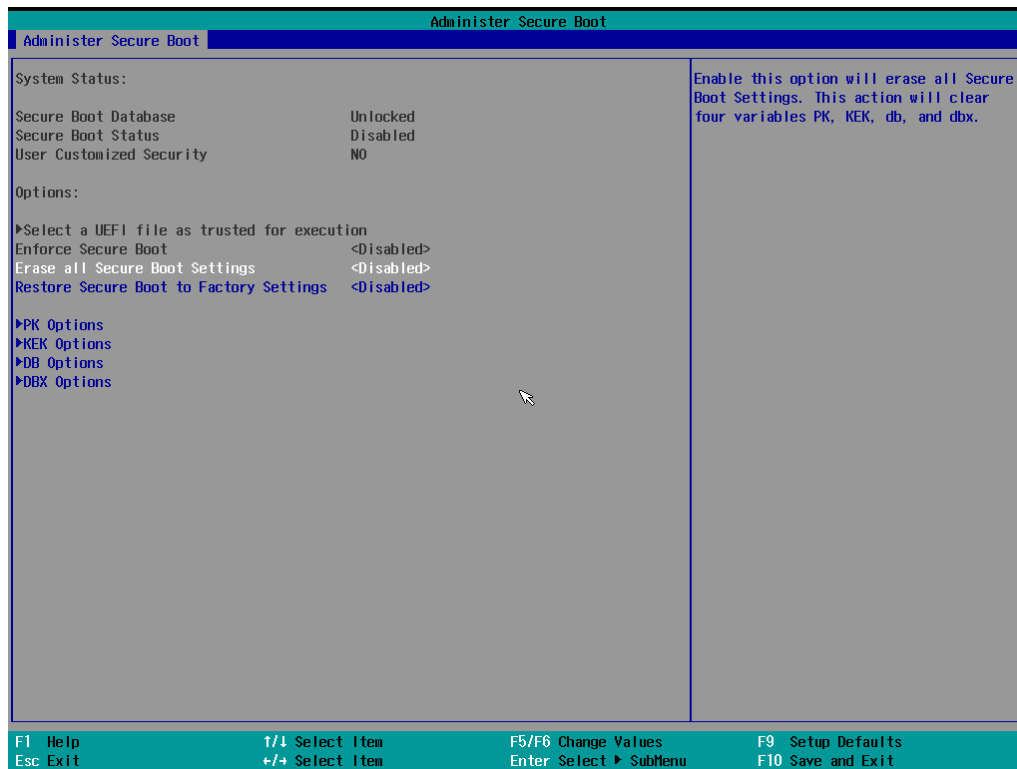 Administer Secure Boot
Administer Secure Boot
System Status:
Secure Boot Database Unlocked
Secure Boot Status Disabled
User Customized Security NO
Options:
▶Select a UEFI file as trusted for execution
Enforce Secure Boot <Disabled>
Erase all Secure Boot Settings <Disabled>
Restore Secure Boot to Factory Settings <Disabled>
▶PK Options
▶KEK Options
▶DB Options
▶DBX Options
Enable this option will erase all Secure
Boot Settings. This action will clear
four variables PK, KEK, db, and dbx.
F1 Help ↑/↓ Select Item F5/F6 Change Values F9 Setup Defaults
Esc Exit ←/→ Select Item Enter Select ▶ SubMenu F10 Save and Exit